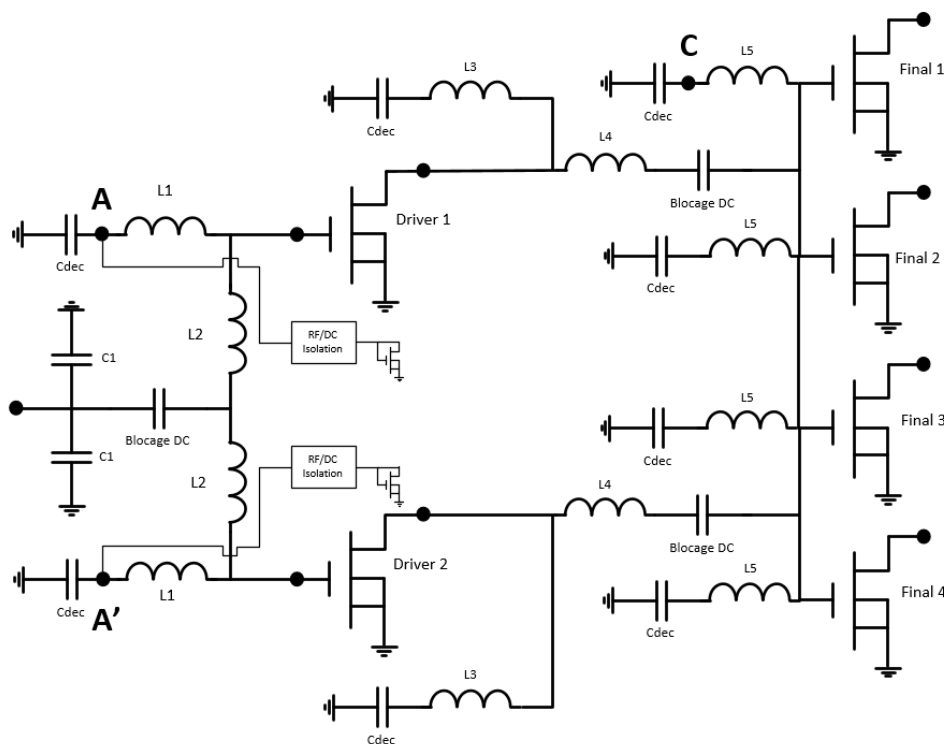 C
L5
L3
Final 1
Cdec
Cdec
L4
A
L1
Blocage DC
Driver 1
L5
Final 2
Cdec
Cdec
L2
RF/DC
Isolation
C1
L5
Blocage DC
Final 3
C1
RF/DC
Isolation
Cdec
L2
L4
Driver 2
Blocage DC
L5
Cdec
L1
Final 4
A’
Cdec
L3
Cdec